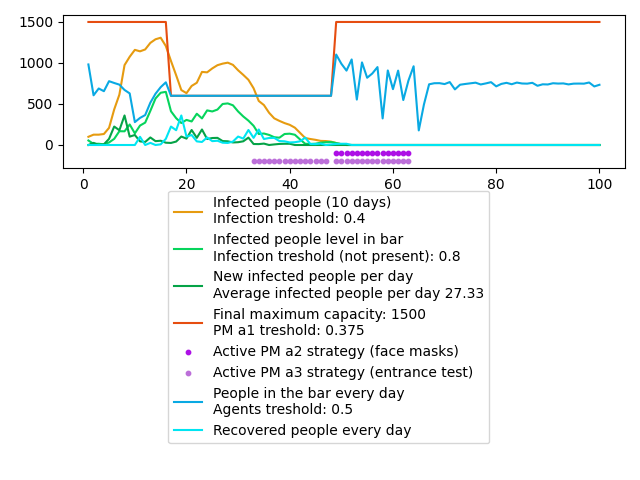 1500
1000
500
0
0 20 40 60 80 100
Infected people (10 days)
Infection treshold: 0.4
Infected people level in bar
Infection treshold (not present): 0.8
New infected people per day
Average infected people per day 27.33
Final maximum capacity: 1500
PM a1 treshold: 0.375
Active PM a2 strategy (face masks)
Active PM a3 strategy (entrance test)
People in the bar every day
Agents treshold: 0.5
Recovered people every day